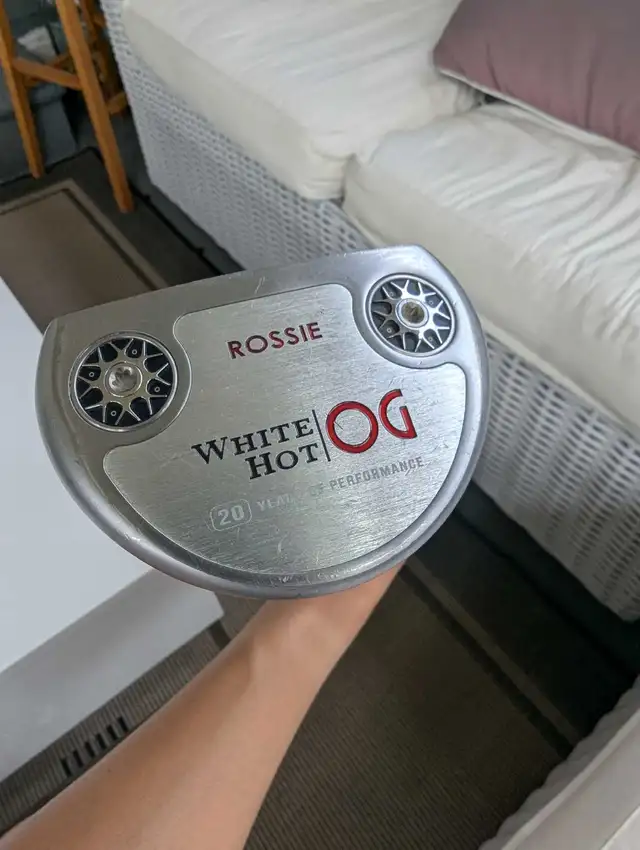 ROSSIE
WHITE HOT OG
20 YEARS OF PERFORMANCE